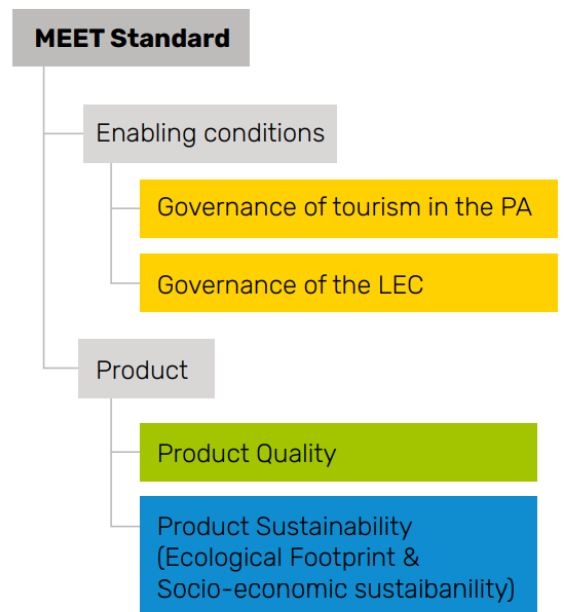 MEET Standard
Enabling conditions
Governance of tourism in the PA
Governance of the LEC
Product
Product Quality
Product Sustainability
(Ecological Footprint &
Socio-economic sustaibanility)